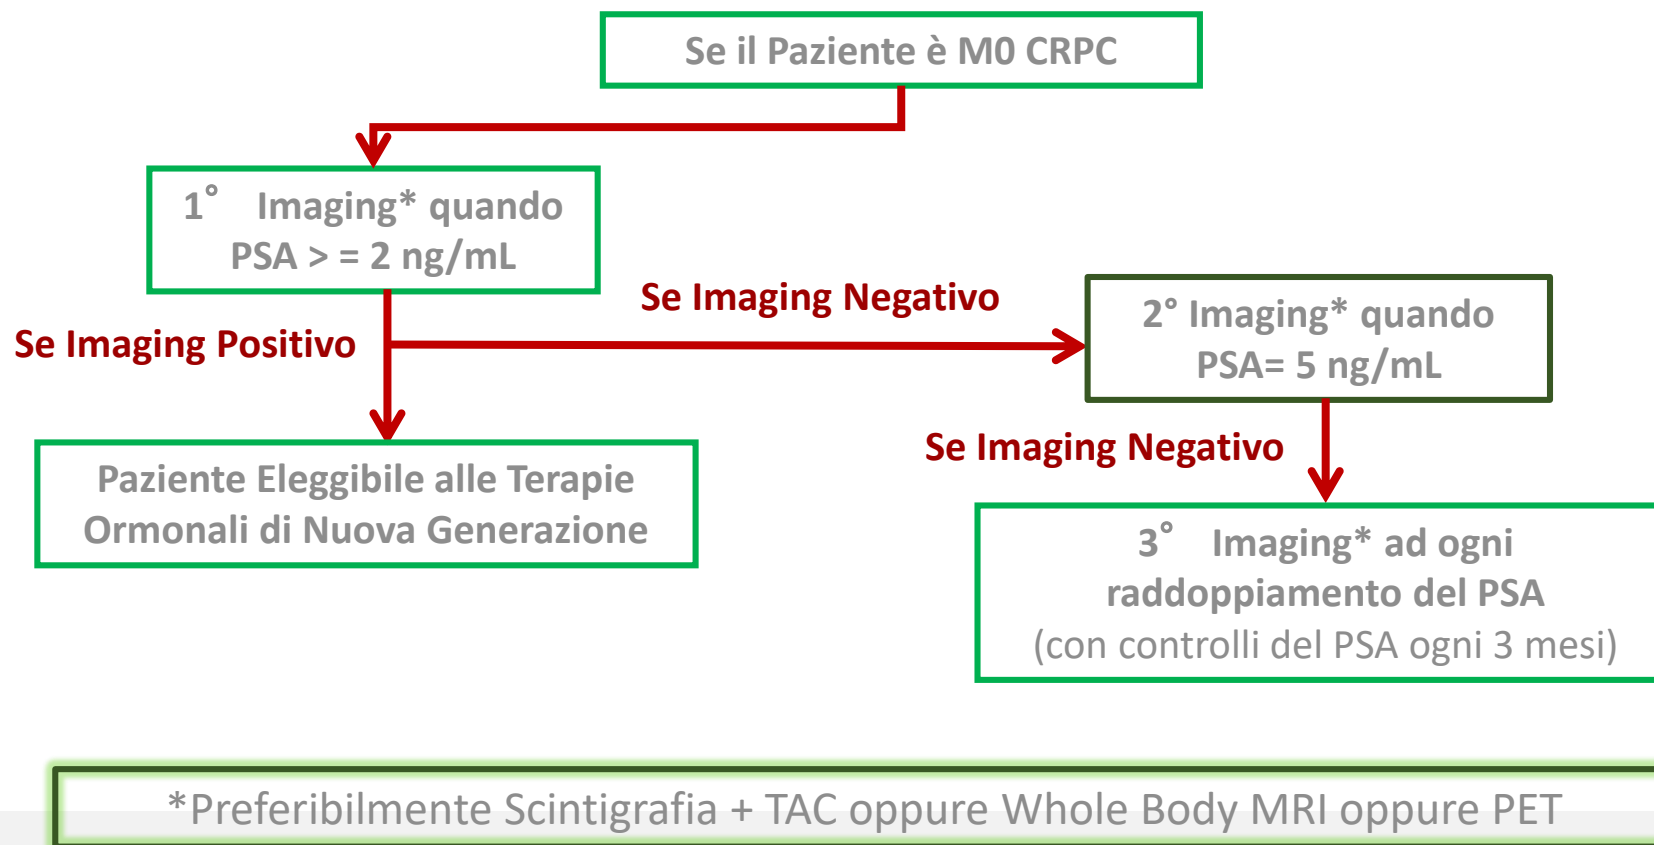 Se il Paziente è M0 CRPC
1° Imaging* quando
PSA > = 2 ng/mL
Se Imaging Negativo
Se Imaging Positivo
2° Imaging* quando
PSA= 5 ng/mL
Se Imaging Negativo
Paziente Eleggibile alle Terapie
Ormonali di Nuova Generazione
3° Imaging* ad ogni
raddoppiamento del PSA
(con controlli del PSA ogni 3 mesi)
*Preferibilmente Scintigrafia + TAC oppure Whole Body MRI oppure PET